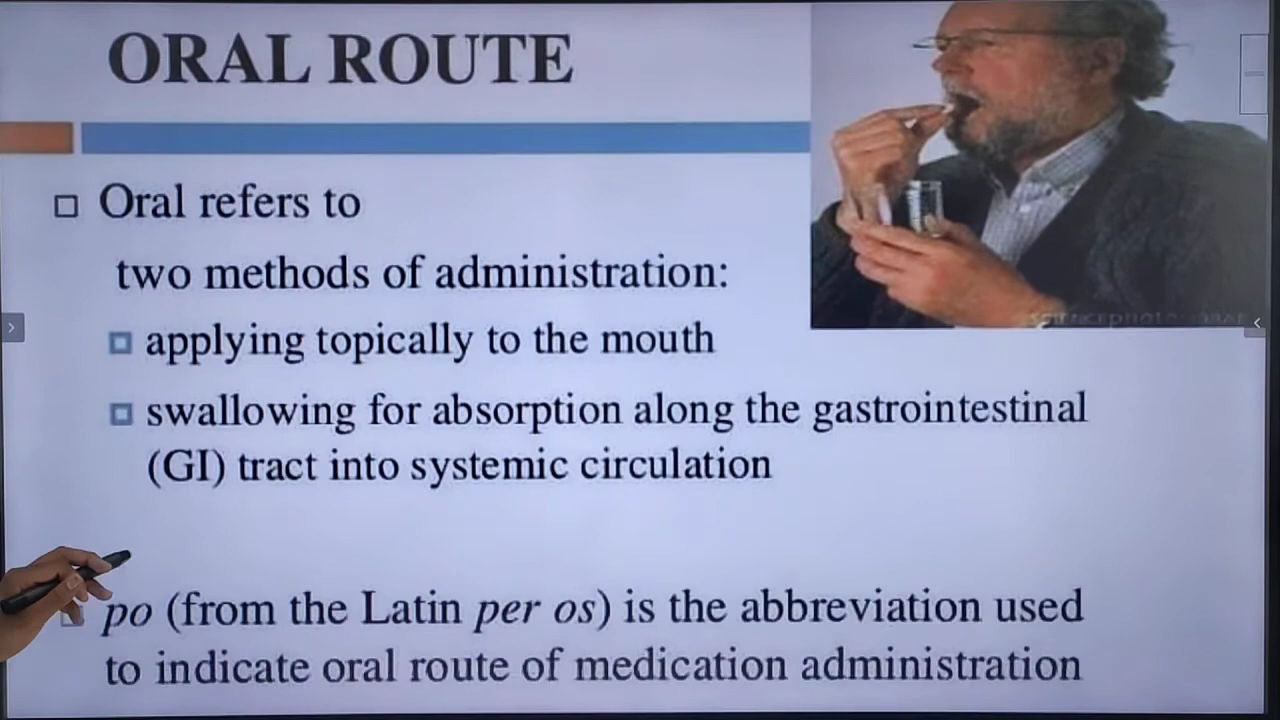 ORAL ROUTE
Oral refers to
two methods of administration:
applying topically to the mouth
swallowing for absorption along the gastrointestinal
(GI) tract into systemic circulation
po (from the Latin per os) is the abbreviation used
to indicate oral route of medication administration